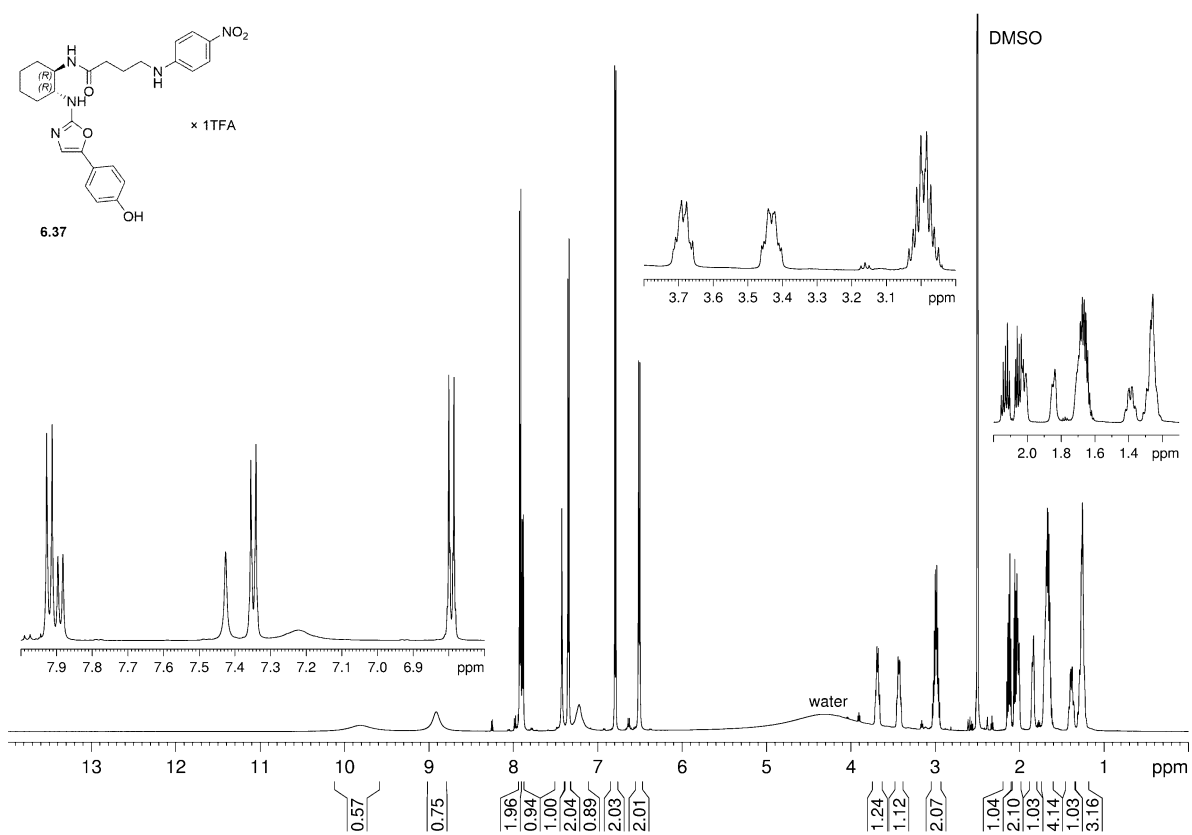 H
N
NO2
(R)
(R)
O
N
H
NH
N
O
OH
× 1TFA
6.37
DMSO
3.7 3.6 3.5 3.4 3.3 3.2 3.1 ppm
2.0 1.8 1.6 1.4 ppm
7.9 7.8 7.7 7.6 7.5 7.4 7.3 7.2 7.1 7.0 6.9 ppm
water
13 12 11 10 9 8 7 6 5 4 3 2 1 ppm
0.57 0.75 1.96 0.94 1.00 2.04 0.89 2.03 2.01 1.24 1.12 2.07 1.04 2.10 1.03 4.14 1.03 3.16